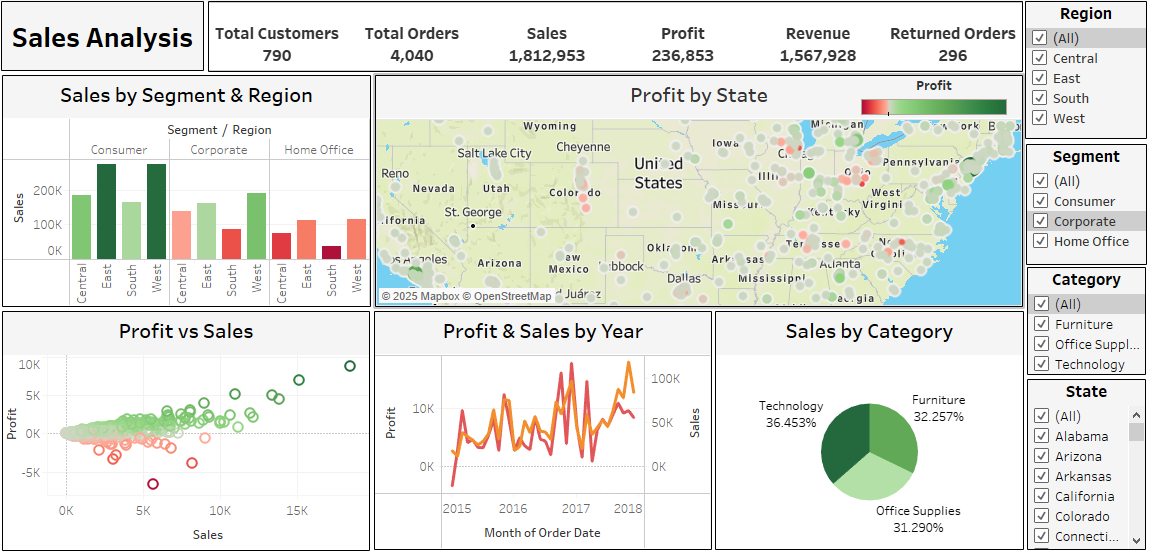 Sales Analysis
Total Customers
790
Total Orders
4,040
Sales
1,812,953
Profit
236,853
Revenue
1,567,928
Returned Orders
296
Region
(All)
Central
East
South
West
Sales by Segment & Region
Segment / Region
Consumer
Corporate
Home Office
Sales
200K
100K
0K
Central
East
South
West
Central
East
South
West
Central
East
South
West
Profit by State
Profit
Wyoming
Salt Lake City
Cheyenne
Reno
Nevada
Utah
St. George
Arizona
New
Mexico
United
States
Iowa
Pennsylvania
West
Virginia
Dallas
Atlanta
© 2025 Mapbox © OpenStreetMap
Segment
(All)
Consumer
Corporate
Home Office
Category
(All)
Furniture
Office Suppl...
Technology
Profit vs Sales
Profit
10K
5K
0K
-5K
0K
5K
10K
15K
Sales
Profit & Sales by Year
Profit
10K
0K
Sales
100K
50K
0K
2015
2016
2017
2018
Month of Order Date
Sales by Category
Technology
36.453%
Furniture
32.257%
Office Supplies
31.290%
State
(All)
Alabama
Arizona
Arkansas
California
Colorado
Connecti...